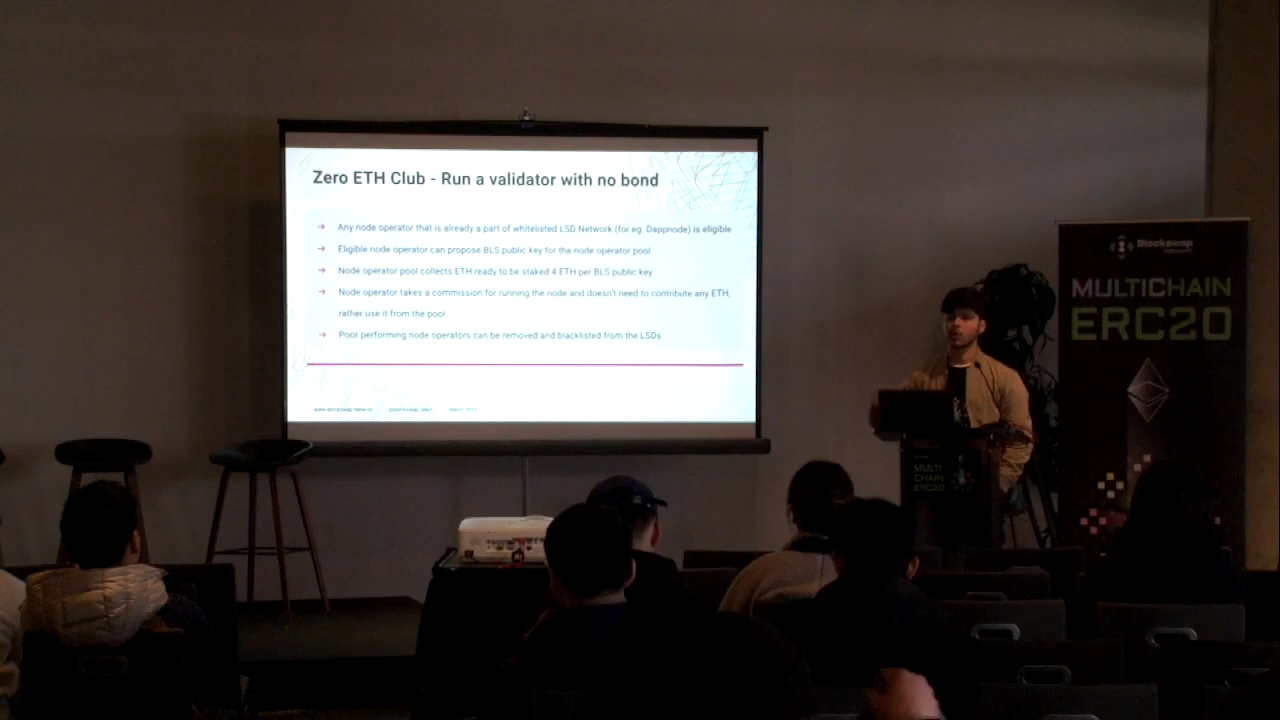 Zero ETH Club - Run a validator with no bond
➔ Any node operator that is already a part of whitelisted LSD Network (for eg. Dappnode) is eligible
➔ Eligible node operator can propose BLS public key for the node operator pool
➔ Node operator pool collects ETH ready to be staked 4 ETH per BLS public key
➔ Node operator takes a commission for running the node and doesn't need to contribute any ETH,
rather use it from the pool
➔ Poor performing node operators can be removed and blacklisted from the LSDs
Blockswap
MULTICHAIN
ERC20
MULTI
CHAIN
ERC20